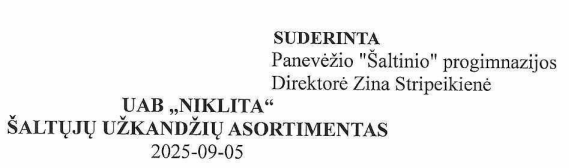 SUDERINTA
Panevėžio "Šaltinio" progimnazijos
Direktorė Zina Stripeikienė
UAB „NIKLITA“
ŠALTŲJŲ UŽKANDŽIŲ ASORTIMENTAS
2025-09-05